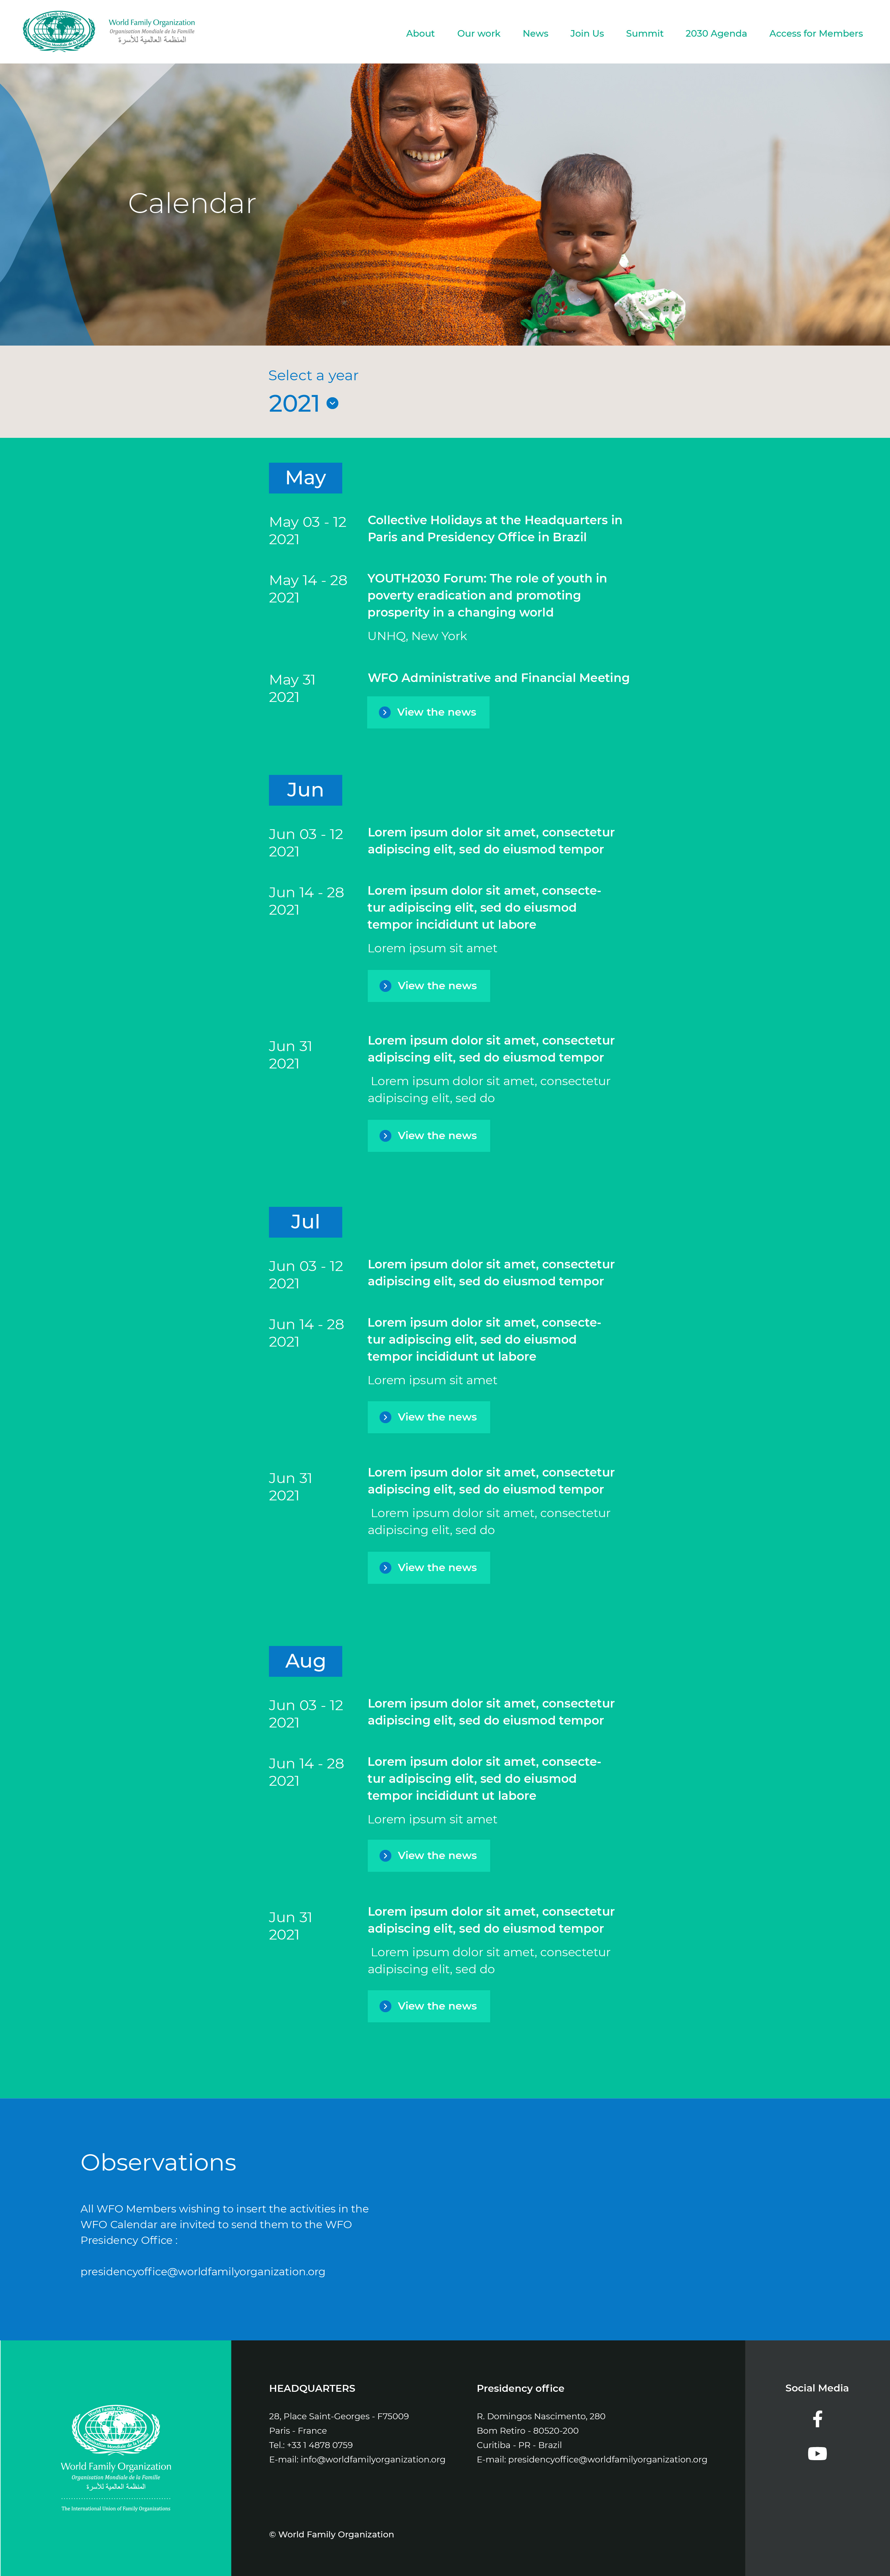 World Family Organization
Organisation Mondiale de la Famille
المنظمة العالمية للأسرة
About
Our work
News
Join Us
Summit
2030 Agenda
Access for Members
Calendar
Select a year
2021
May
May 03 - 12
2021
Collective Holidays at the Headquarters in
Paris and Presidency Office in Brazil
May 14 - 28
2021
YOUTH2030 Forum: The role of youth in
poverty eradication and promoting
prosperity in a changing world
UNHQ, New York
May 31
2021
WFO Administrative and Financial Meeting
View the news
Jun
Jun 03 - 12
2021
Lorem ipsum dolor sit amet, consectetur
adipiscing elit, sed do eiusmod tempor
Jun 14 - 28
2021
Lorem ipsum dolor sit amet, consecte-
tur adipiscing elit, sed do eiusmod
tempor incididunt ut labore
Lorem ipsum sit amet
View the news
Jun 31
2021
Lorem ipsum dolor sit amet, consectetur
adipiscing elit, sed do eiusmod tempor
Lorem ipsum dolor sit amet, consectetur
adipiscing elit, sed do
View the news
Jul
Jun 03 - 12
2021
Lorem ipsum dolor sit amet, consectetur
adipiscing elit, sed do eiusmod tempor
Jun 14 - 28
2021
Lorem ipsum dolor sit amet, consecte-
tur adipiscing elit, sed do eiusmod
tempor incididunt ut labore
Lorem ipsum sit amet
View the news
Jun 31
2021
Lorem ipsum dolor sit amet, consectetur
adipiscing elit, sed do eiusmod tempor
Lorem ipsum dolor sit amet, consectetur
adipiscing elit, sed do
View the news
Aug
Jun 03 - 12
2021
Lorem ipsum dolor sit amet, consectetur
adipiscing elit, sed do eiusmod tempor
Jun 14 - 28
2021
Lorem ipsum dolor sit amet, consecte-
tur adipiscing elit, sed do eiusmod
tempor incididunt ut labore
Lorem ipsum sit amet
View the news
Jun 31
2021
Lorem ipsum dolor sit amet, consectetur
adipiscing elit, sed do eiusmod tempor
Lorem ipsum dolor sit amet, consectetur
adipiscing elit, sed do
View the news
Observations
All WFO Members wishing to insert the activities in the
WFO Calendar are invited to send them to the WFO
Presidency Office :
presidencyoffice@worldfamilyorganization.org
World Family Organization
Organisation Mondiale de la Famille
المنظمة العالمية للأسرة
The International Union of Family Organizations
HEADQUARTERS
28, Place Saint-Georges - F75009
Paris - France
Tel.: +33 1 4878 0759
E-mail: info@worldfamilyorganization.org
Presidency office
R. Domingos Nascimento, 280
Bom Retiro - 80520-200
Curitiba - PR - Brazil
E-mail: presidencyoffice@worldfamilyorganization.org
Social Media
© World Family Organization